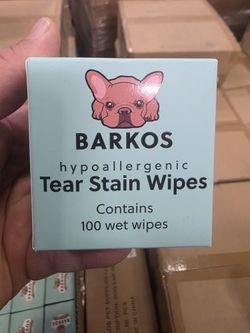 BARKOS
hypoallergenic
Tear Stain Wipes
Contains
100 wet wipes